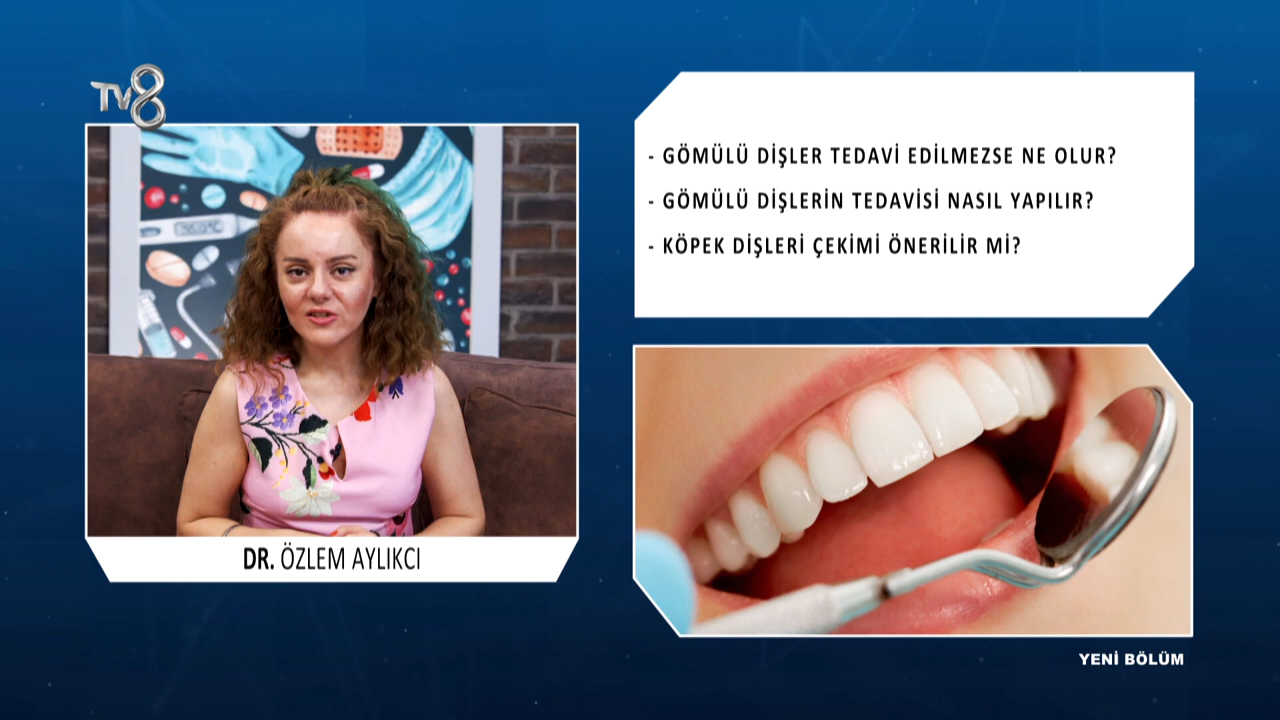 TV8
- GÖMÜLÜ DİŞLER TEDAVİ EDİLMEZSE NE OLUR?
- GÖMÜLÜ DİŞLERİN TEDAVİSİ NASIL YAPILIR?
- KÖPEK DİŞLERİ ÇEKİMİ ÖNERİLİR Mİ?
DR. ÖZLEM AYLIKCI
YENİ BÖLÜM